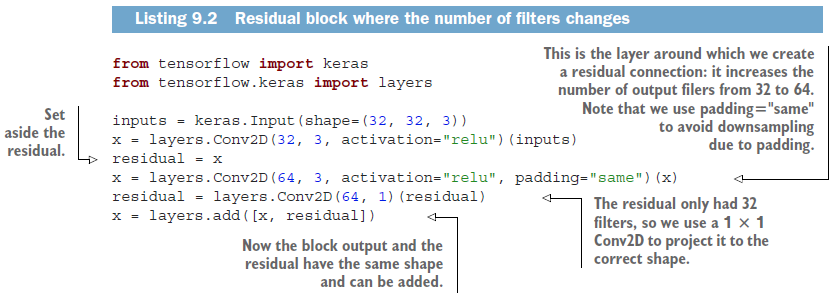 Listing 9.2 Residual block where the number of filters changes
from tensorflow import keras
from tensorflow.keras import layers
This is the layer around which we create
a residual connection: it increases the
number of output filers from 32 to 64.
Note that we use padding="same"
to avoid downsampling
due to padding.
Set
aside the
residual.
inputs = keras.Input(shape=(32, 32, 3))
x = layers.Conv2D(32, 3, activation="relu")(inputs)
residual = x
x = layers.Conv2D(64, 3, activation="relu", padding="same")(x)
residual = layers.Conv2D(64, 1)(residual)
x = layers.add([x, residual])
The residual only had 32
filters, so we use a 1 × 1
Conv2D to project it to the
correct shape.
Now the block output and the
residual have the same shape
and can be added.